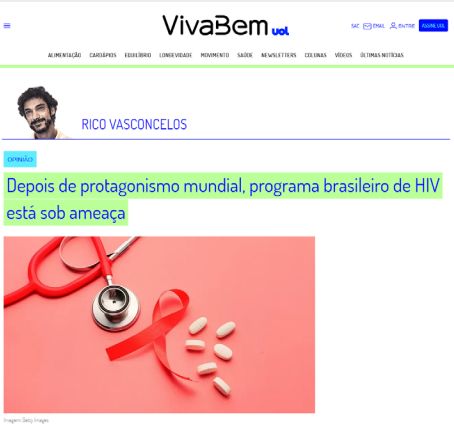 VivaBem uol
SAC EMAIL ENTRE ASSINE UOL
ALIMENTAÇÃO CARDÁPIOS EQUILÍBRIO LONGEVIDADE MOVIMENTO SAÚDE NEWSLETTERS COLUNAS VÍDEOS ÚLTIMAS NOTÍCIAS
RICO VASCONCELOS
OPINIÃO
Depois de protagonismo mundial, programa brasileiro de HIV
está sob ameaça
Imagem: Getty Images